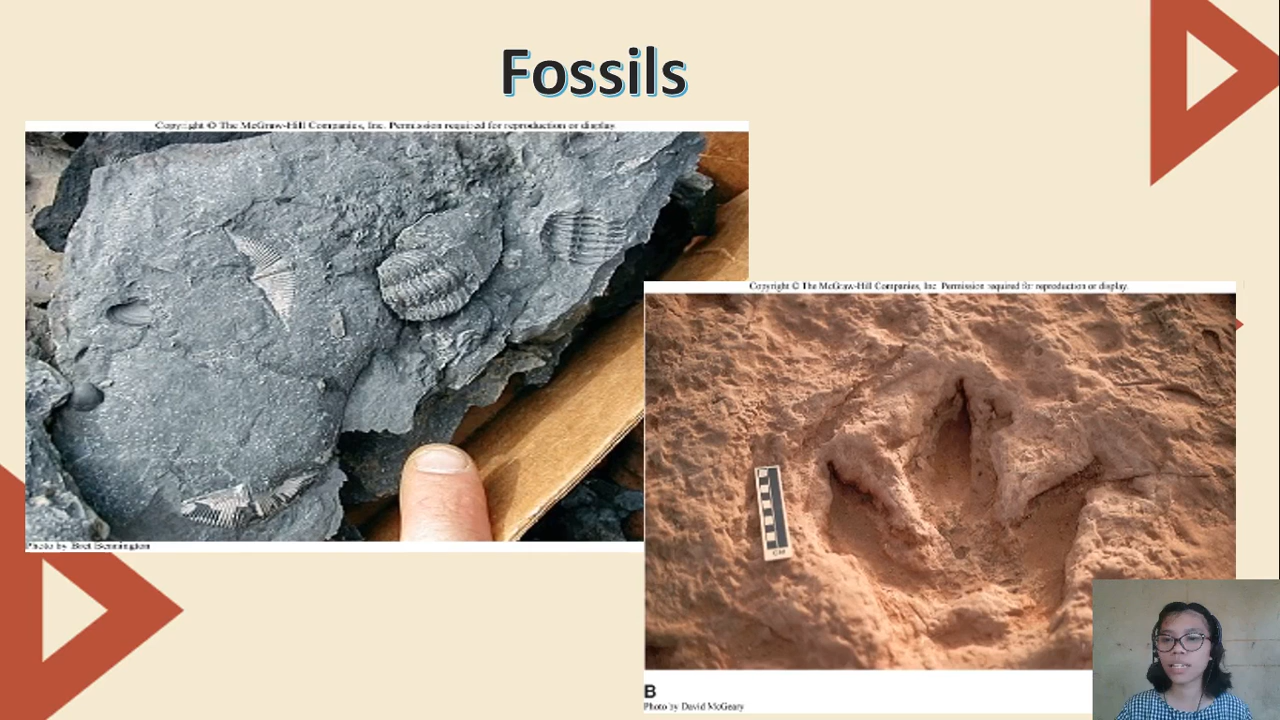 Fossils
Copyright © The McGraw-Hill Companies, Inc. Permission required for reproduction or display
Copyright © The McGraw-Hill Companies, Inc. Permission required for reproduction or display.
CM
Photo by Bret Bennington
B
Photo by David McGeary